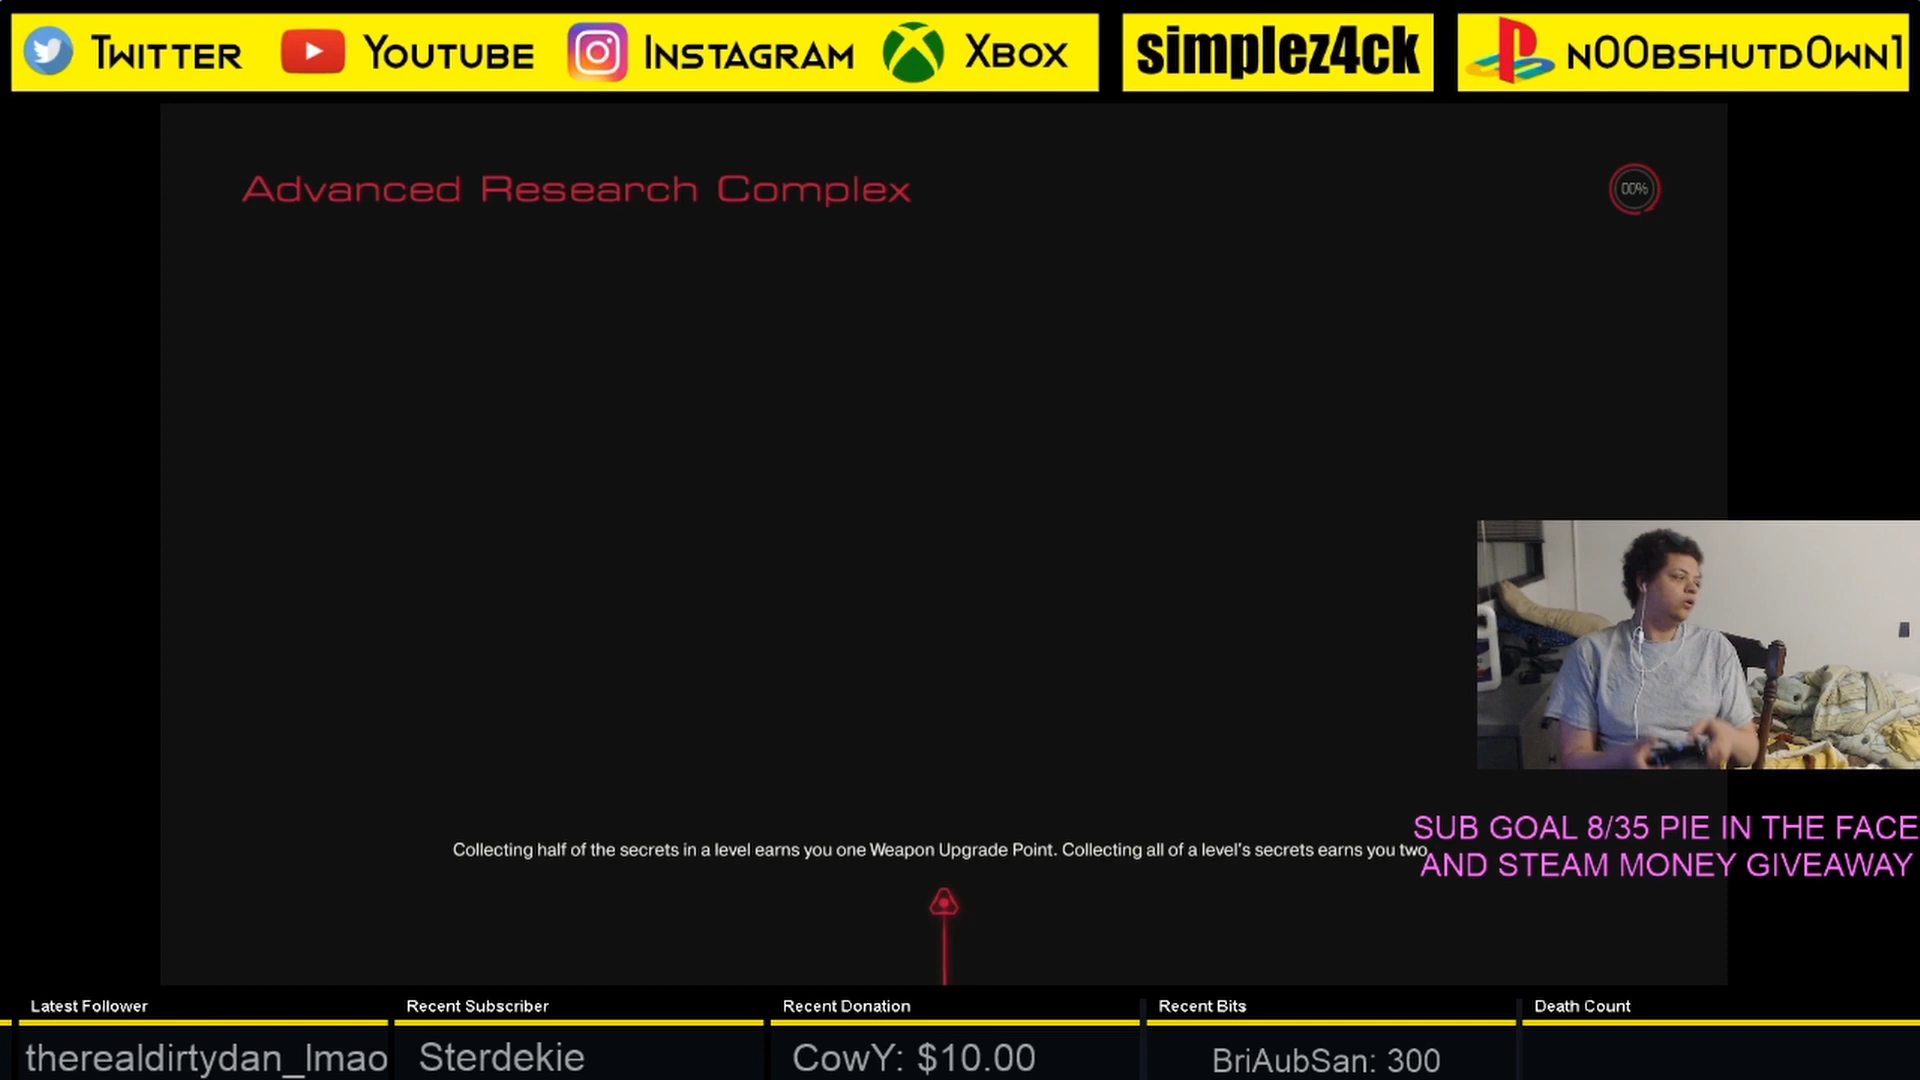 Twitter Youtube Instagram Xbox simplez4ck n00bshutd0wn1
Advanced Research Complex
00%
Collecting half of the secrets in a level earns you one Weapon Upgrade Point. Collecting all of a level's secrets earns you two.
SUB GOAL 8/35 PIE IN THE FACE
AND STEAM MONEY GIVEAWAY
Latest Follower Recent Subscriber Recent Donation Recent Bits Death Count
therealdirtydan_lmao Sterdekie CowY: $10.00 BriAubSan: 300